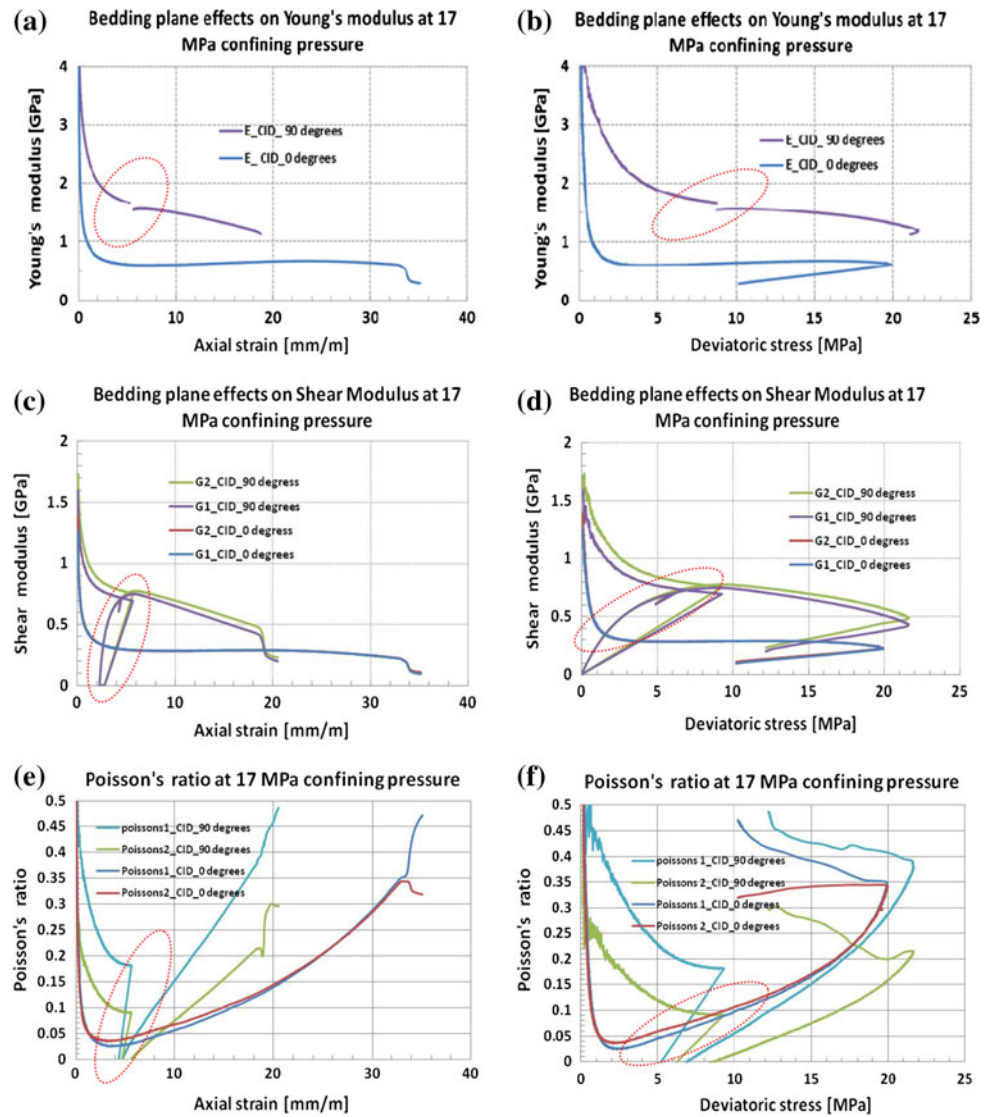 (a)
Bedding plane effects on Young's modulus at 17
MPa confining pressure
Young's modulus [GPa]
4
3
2
1
0
E_CID_ 90 degrees
E_ CID_0 degrees
0 10 20 30 40
Axial strain [mm/m]
(b)
Bedding plane effects on Young's modulus at 17
MPa confining pressure
Young's modulus [GPa]
4
3
2
1
0
E_CID_ 90 degrees
E_CID_ 0 degrees
0 5 10 15 20 25
Deviatoric stress [MPa]
(c)
Bedding plane effects on Shear Modulus at 17
MPa confining pressure
Shear modulus [GPa]
2
1.5
1
0.5
0
G2_CID_90 degress
G1_CID_90 degrees
G2_CID_0 degrees
G1_CID_0 degrees
0 10 20 30 40
Axial strain [mm/m]
(d)
Bedding plane effects on Shear Modulus at 17
MPa confining pressure
Shear modulus [GPa]
2
1.5
1
0.5
0
G2_CID_90 degrees
G1_CID_90 degrees
G2_CID_0 degrees
G1_CID_0 degrees
0 5 10 15 20 25
Deviatoric stress [MPa]
(e)
Poisson's ratio at 17 MPa confining pressure
Poisson's ratio
0.5
0.45
0.4
0.35
0.3
0.25
0.2
0.15
0.1
0.05
0
poissons1_CID_90 degrees
Poissons2_CID_90 degrees
Poissons1_CID_0 degrees
Poissons2_CID_0 degrees
0 10 20 30 40
Axial strain [mm/m]
(f)
Poisson's ratio at 17 MPa confining pressure
Poisson's ratio
0.5
0.45
0.4
0.35
0.3
0.25
0.2
0.15
0.1
0.05
0
poissons 1_CID_90 degrees
Poissons 2_CID_90 degrees
Poissons 1_CID_0 degrees
Poissons 2_CID_0 degrees
0 5 10 15 20 25
Deviatoric stress [MPa]